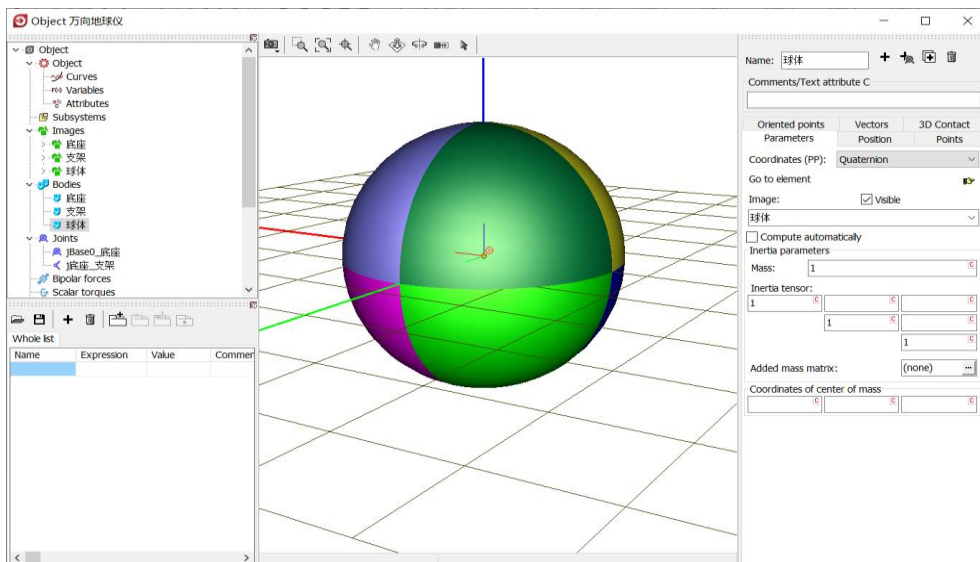 Object 万向地球仪
Object
Object
Curves
f(x) Variables
Attributes
Subsystems
Images
底座
支架
球体
Bodies
底座
支架
球体
Joints
jBase0_底座
j底座_支架
Bipolar forces
Scalar torques
Whole list
Name Expression Value Commer
Name: 球体
Comments/Text attribute C
Oriented points Vectors 3D Contact
Parameters Position Points
Coordinates (PP): Quaternion
Go to element
Image: Visible
球体
Compute automatically
Inertia parameters
Mass: 1 C
Inertia tensor:
1 C C C
1 C C
1 C
Added mass matrix: (none) ...
Coordinates of center of mass
C C C